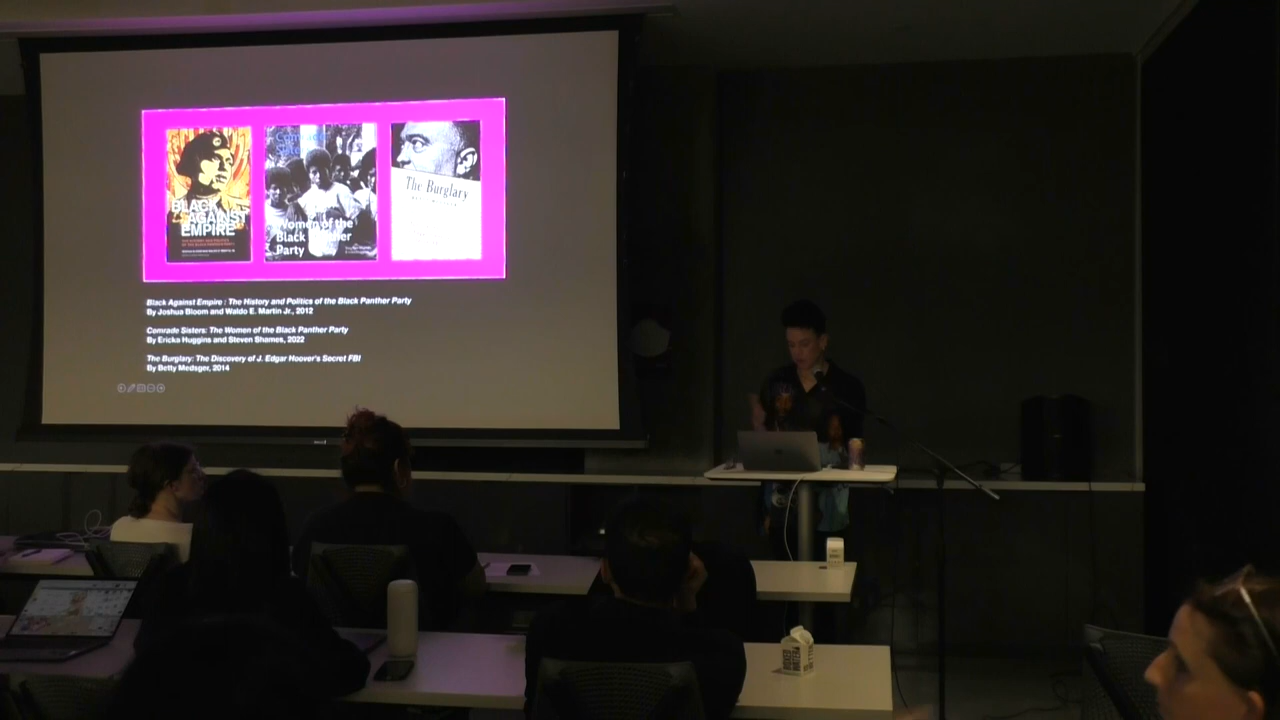 BLACK
AGAINST
EMPIRE
Comrade
Sisters
Women of the
Black Panther
Party
The Burglary
Black Against Empire : The History and Politics of the Black Panther Party
By Joshua Bloom and Waldo E. Martin Jr., 2012
Comrade Sisters: The Women of the Black Panther Party
By Ericka Huggins and Steven Shames, 2022
The Burglary: The Discovery of J. Edgar Hoover's Secret FBI
By Betty Medsger, 2014
BOXED
WATER